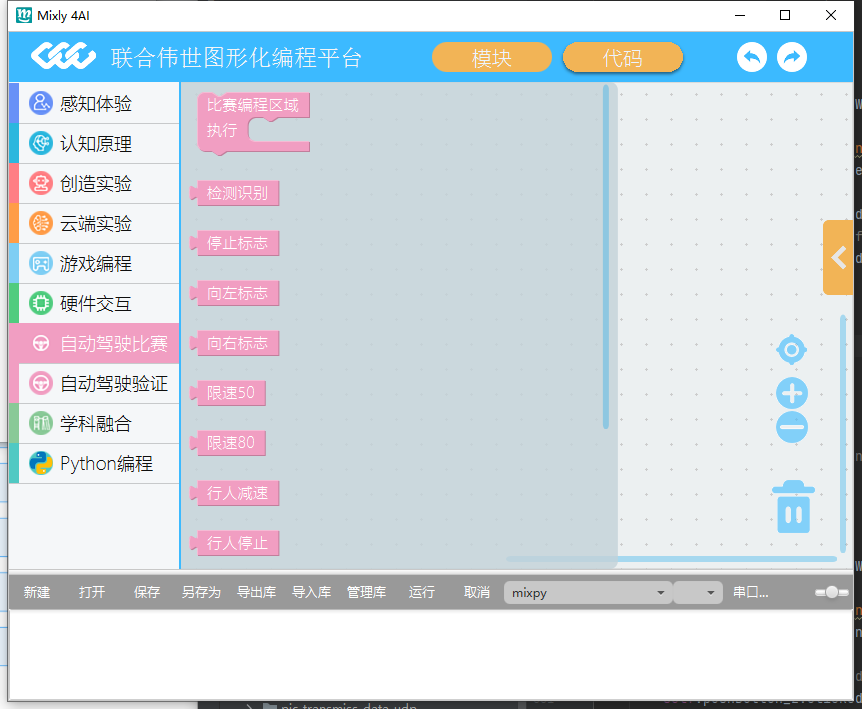 Mixly 4AI
联合伟世图形化编程平台
模块
代码
感知体验
认知原理
创造实验
云端实验
游戏编程
硬件交互
自动驾驶比赛
自动驾驶验证
学科融合
Python编程
比赛编程区域
执行
检测识别
停止标志
向左标志
向右标志
限速50
限速80
行人减速
行人停止
新建 打开 保存 另存为 导出库 导入库 管理库 运行 取消 mixpy 串口...